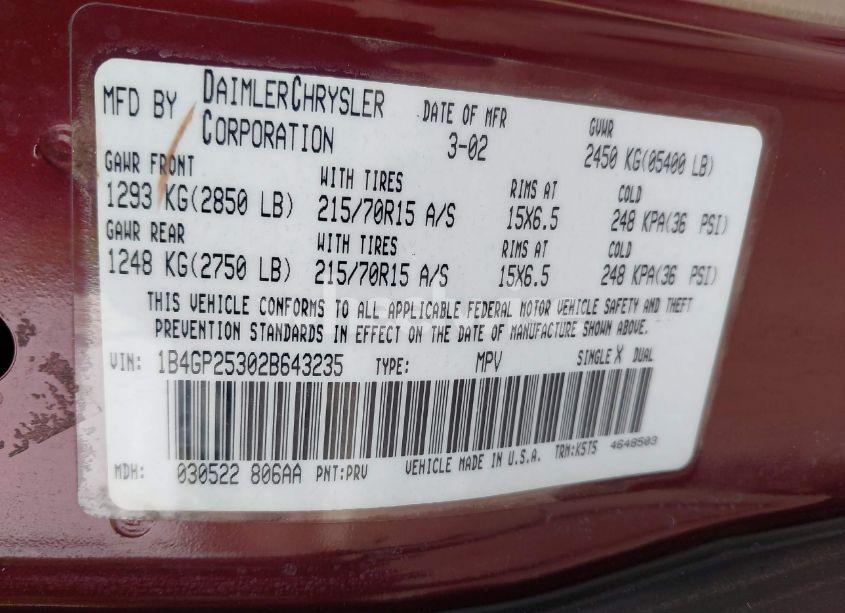 MFD BY DAIMLERCHRYSLER CORPORATION DATE OF MFR 3-02 GVWR 2450 KG(05400 LB)
GAWR FRONT WITH TIRES RIMS AT COLD
1293 KG(2850 LB) 215/70R15 A/S 15X6.5 248 KPA(36 PSI)
GAWR REAR WITH TIRES RIMS AT COLD
1248 KG(2750 LB) 215/70R15 A/S 15X6.5 248 KPA(36 PSI)
THIS VEHICLE CONFORMS TO ALL APPLICABLE FEDERAL MOTOR VEHICLE SAFETY AND THEFT
PREVENTION STANDARDS IN EFFECT ON THE DATE OF MANUFACTURE SHOWN ABOVE.
VIN: 1B4GP25302B643235 TYPE: MPV SINGLE X DUAL
MDH: 030522 806AA PNT:PRV VEHICLE MADE IN U.S.A. TRM:K5T5 4648503